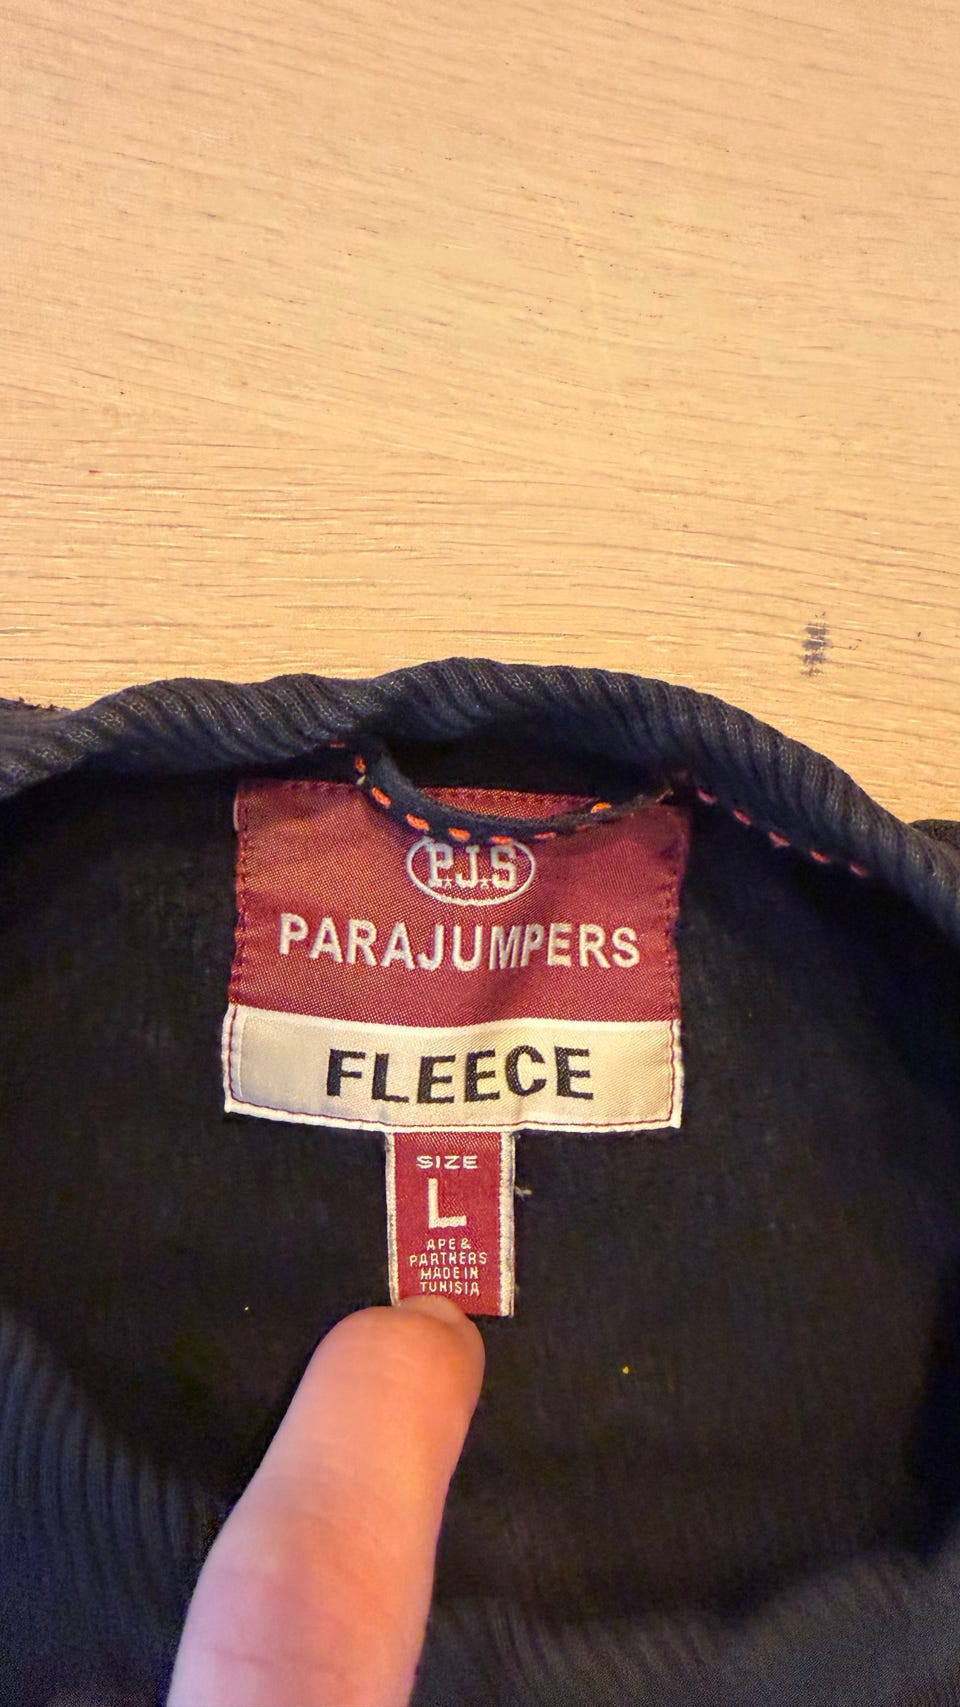 P.J.S
PARAJUMPERS
FLEECE
SIZE
L
APE &
PARTNERS
MADE IN
TUNISIA